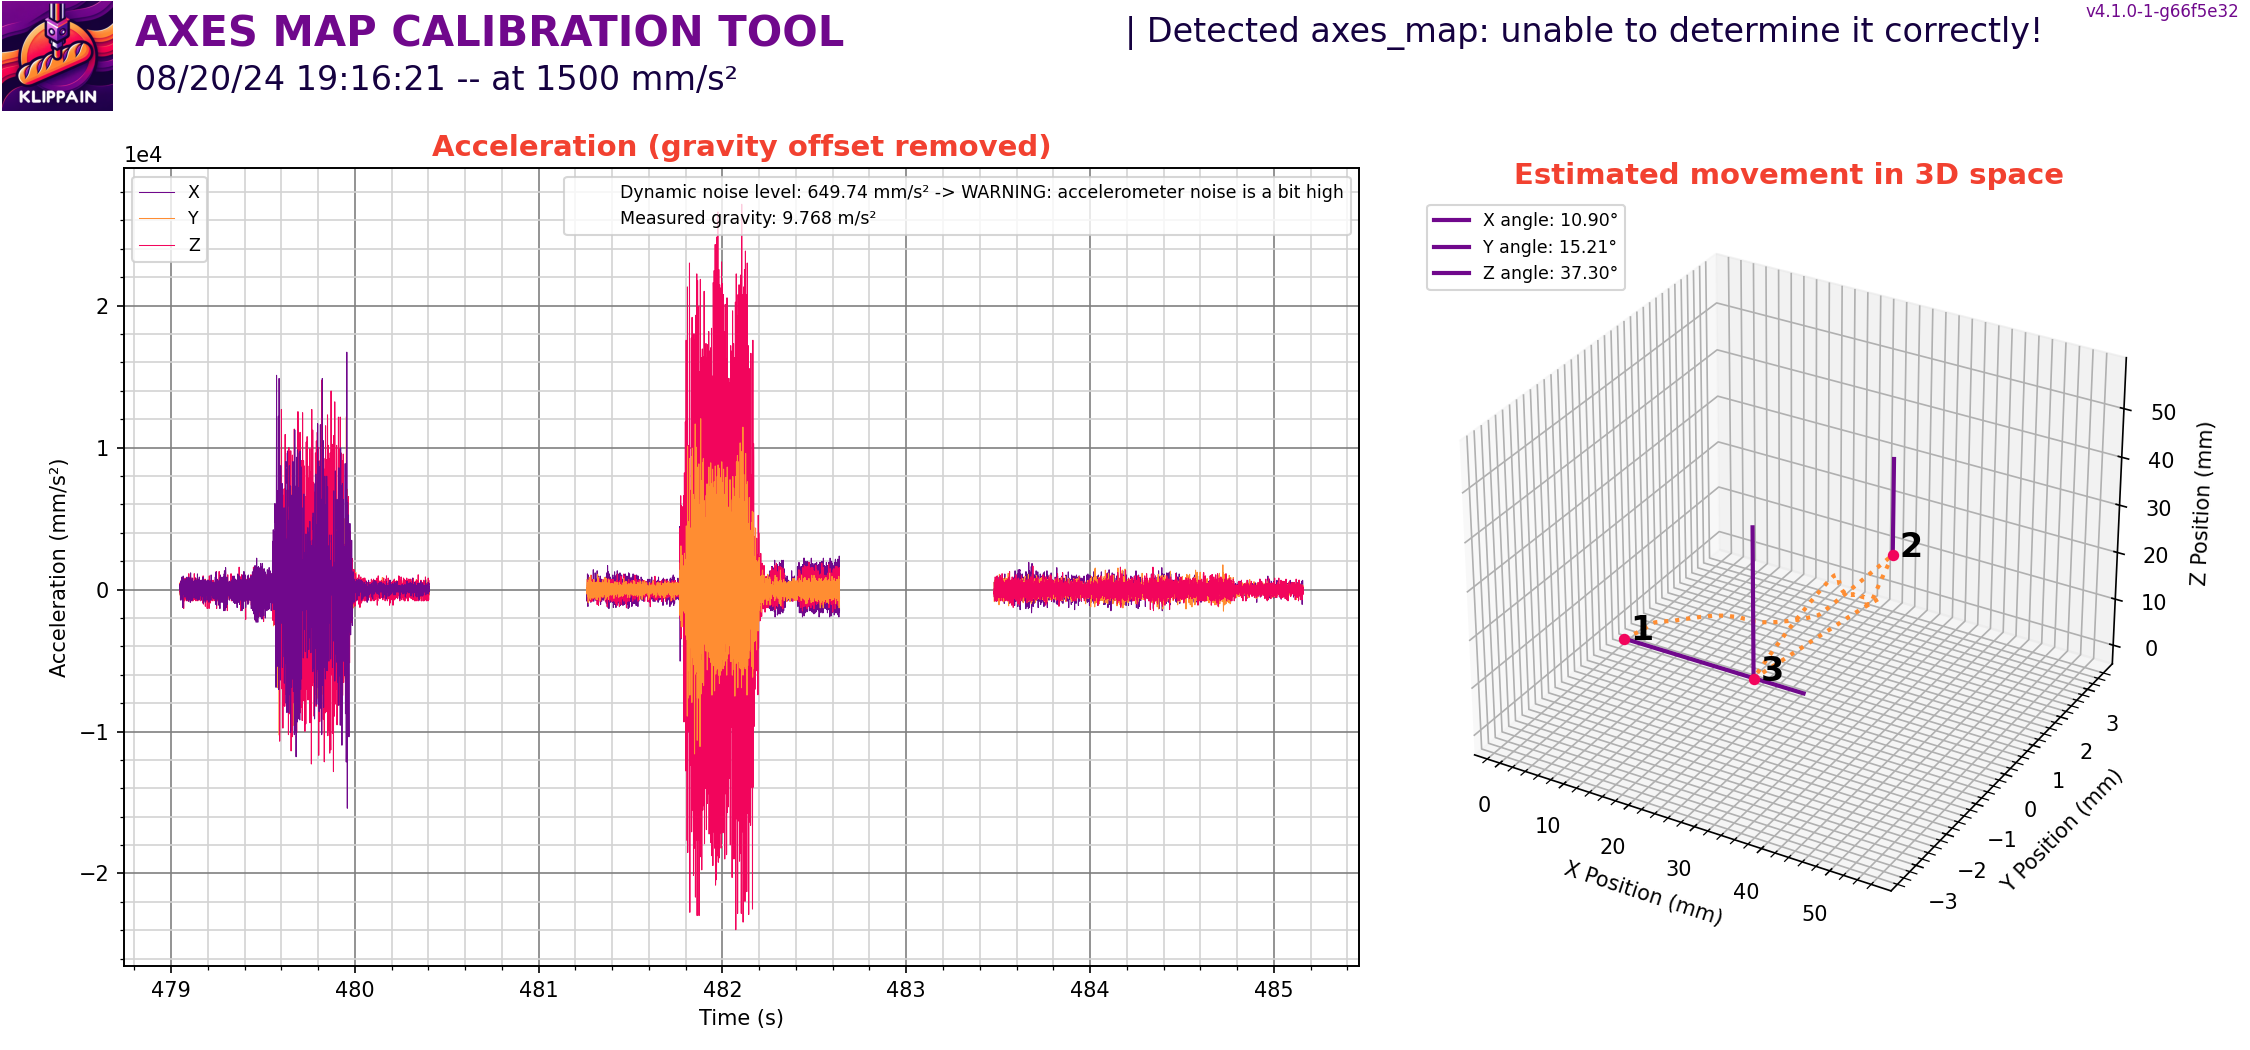 KLIPPAIN
AXES MAP CALIBRATION TOOL
| Detected axes_map: unable to determine it correctly!
v4.1.0-1-g66f5e32
08/20/24 19:16:21 -- at 1500 mm/s²
Acceleration (gravity offset removed)
1e4
X
Y
Z
Dynamic noise level: 649.74 mm/s² -> WARNING: accelerometer noise is a bit high
Measured gravity: 9.768 m/s²
2
1
0
−1
−2
Acceleration (mm/s²)
479 480 481 482 483 484 485
Time (s)
Estimated movement in 3D space
X angle: 10.90°
Y angle: 15.21°
Z angle: 37.30°
1
2
3
50
40
30
20
10
0
Z Position (mm)
3
2
1
0
−1
−2
−3
Y Position (mm)
0
10
20
30
40
50
X Position (mm)